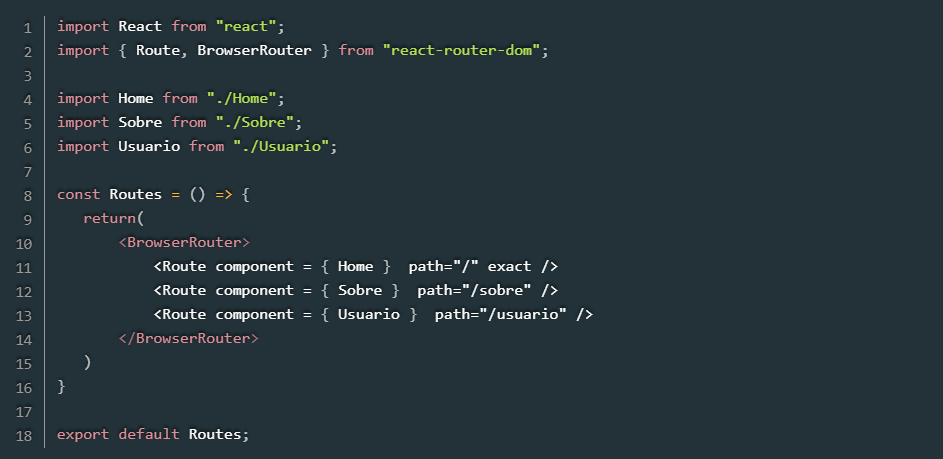 1 import React from "react";
2 import { Route, BrowserRouter } from "react-router-dom";
3
4 import Home from "./Home";
5 import Sobre from "./Sobre";
6 import Usuario from "./Usuario";
7
8 const Routes = () => {
9    return(
10        <BrowserRouter>
11            <Route component = { Home }  path="/" exact />
12            <Route component = { Sobre }  path="/sobre" />
13            <Route component = { Usuario }  path="/usuario" />
14        </BrowserRouter>
15    )
16 }
17
18 export default Routes;